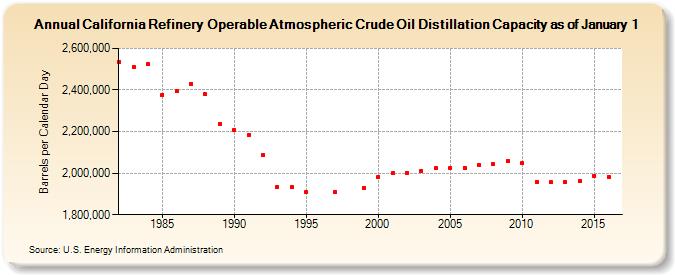 Annual California Refinery Operable Atmospheric Crude Oil Distillation Capacity as of January 1
Barrels per Calendar Day
2,600,000
2,400,000
2,200,000
2,000,000
1,800,000
1985 1990 1995 2000 2005 2010 2015
Source: U.S. Energy Information Administration